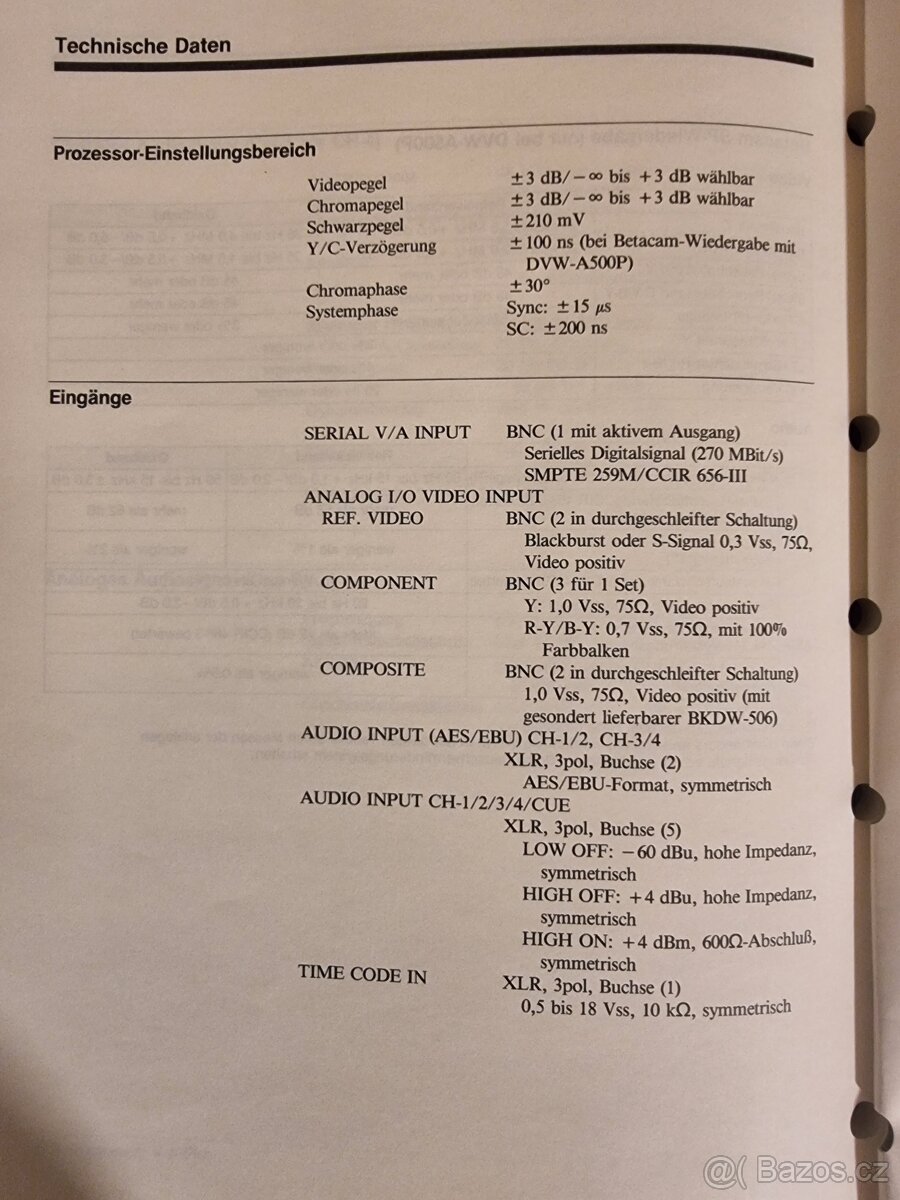 Technische Daten
Prozessor-Einstellungsbereich
Videopegel ±3 dB/−∞ bis +3 dB wählbar
Chromapegel ±3 dB/−∞ bis +3 dB wählbar
Schwarzpegel ±210 mV
Y/C-Verzögerung ±100 ns (bei Betacam-Wiedergabe mit
DVW-A500P)
Chromaphase ±30°
Systemphase Sync: ±15 μs
SC: ±200 ns
Eingänge
SERIAL V/A INPUT BNC (1 mit aktivem Ausgang)
Serielles Digitalsignal (270 MBit/s)
SMPTE 259M/CCIR 656-III
ANALOG I/O VIDEO INPUT
REF. VIDEO BNC (2 in durchgeschleifter Schaltung)
Blackburst oder S-Signal 0,3 Vss, 75Ω,
Video positiv
COMPONENT BNC (3 für 1 Set)
Y: 1,0 Vss, 75Ω, Video positiv
R-Y/B-Y: 0,7 Vss, 75Ω, mit 100%
Farbbalken
COMPOSITE BNC (2 in durchgeschleifter Schaltung)
1,0 Vss, 75Ω, Video positiv (mit
gesondert lieferbarer BKDW-506)
AUDIO INPUT (AES/EBU) CH-1/2, CH-3/4
XLR, 3pol, Buchse (2)
AES/EBU-Format, symmetrisch
AUDIO INPUT CH-1/2/3/4/CUE
XLR, 3pol, Buchse (5)
LOW OFF: −60 dBu, hohe Impedanz,
symmetrisch
HIGH OFF: +4 dBu, hohe Impedanz,
symmetrisch
HIGH ON: +4 dBm, 600Ω-Abschluß,
symmetrisch
TIME CODE IN XLR, 3pol, Buchse (1)
0,5 bis 18 Vss, 10 kΩ, symmetrisch
@( Bazos.cz